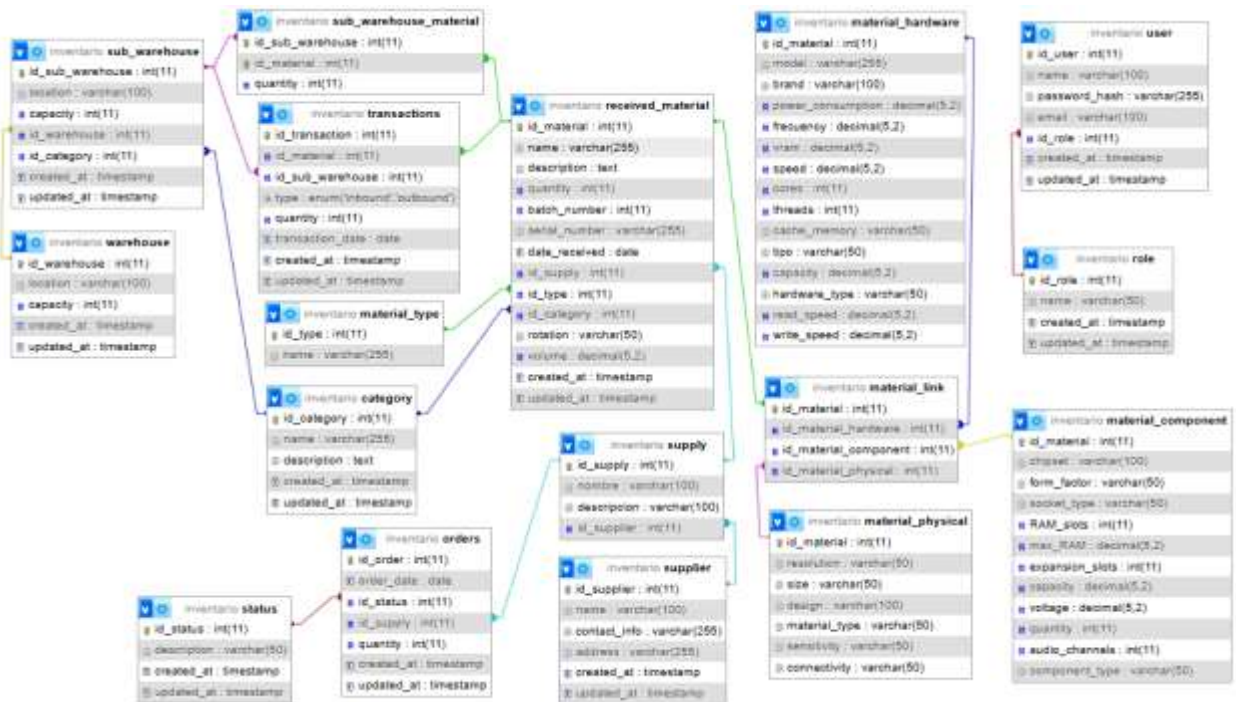 inventario sub_warehouse
id_sub_warehouse : int(11)
location : varchar(100)
capacity : int(11)
id_warehouse : int(11)
id_category : int(11)
created_at : timestamp
updated_at : timestamp
inventario warehouse
id_warehouse : int(11)
location : varchar(100)
capacity : int(11)
created_at : timestamp
updated_at : timestamp
inventario sub_warehouse_material
id_sub_warehouse : int(11)
id_material : int(11)
quantity : int(11)
inventario transactions
id_transaction : int(11)
id_material : int(11)
id_sub_warehouse : int(11)
type : enum('inbound','outbound')
quantity : int(11)
transaction_date : date
created_at : timestamp
updated_at : timestamp
inventario material_type
id_type : int(11)
name : varchar(255)
inventario category
id_category : int(11)
name : varchar(255)
description : text
created_at : timestamp
updated_at : timestamp
inventario received_material
id_material : int(11)
name : varchar(255)
description : text
quantity : int(11)
batch_number : int(11)
serial_number : varchar(255)
date_received : date
id_supply : int(11)
id_type : int(11)
id_category : int(11)
rotation : varchar(50)
volume : decimal(5,2)
created_at : timestamp
updated_at : timestamp
inventario material_hardware
id_material : int(11)
model : varchar(255)
brand : varchar(100)
power_consumption : decimal(5,2)
frecuency : decimal(5,2)
vram : decimal(5,2)
speed : decimal(5,2)
cores : int(11)
threads : int(11)
cache_memory : varchar(50)
tipo : varchar(50)
capacity : decimal(5,2)
hardware_type : varchar(50)
read_speed : decimal(5,2)
write_speed : decimal(5,2)
inventario user
id_user : int(11)
name : varchar(100)
password_hash : varchar(255)
email : varchar(100)
id_role : int(11)
created_at : timestamp
updated_at : timestamp
inventario role
id_role : int(11)
name : varchar(50)
created_at : timestamp
updated_at : timestamp
inventario material_link
id_material : int(11)
id_material_hardware : int(11)
id_material_component : int(11)
id_material_physical : int(11)
inventario material_component
id_material : int(11)
chipset : varchar(100)
form_factor : varchar(50)
socket_type : varchar(50)
RAM_slots : int(11)
max_RAM : decimal(5,2)
expansion_slots : int(11)
capacity : decimal(5,2)
voltage : decimal(5,2)
quantity : int(11)
audio_channels : int(11)
component_type : varchar(50)
inventario material_physical
id_material : int(11)
resolution : varchar(50)
size : varchar(50)
design : varchar(100)
material_type : varchar(50)
sensitivity : varchar(50)
connectivity : varchar(50)
inventario supply
id_supply : int(11)
nombre : varchar(100)
descripcion : varchar(100)
id_supplier : int(11)
inventario supplier
id_supplier : int(11)
name : varchar(100)
contact_info : varchar(255)
address : varchar(255)
created_at : timestamp
updated_at : timestamp
inventario orders
id_order : int(11)
order_date : date
id_status : int(11)
id_supply : int(11)
quantity : int(11)
created_at : timestamp
updated_at : timestamp
inventario status
id_status : int(11)
description : varchar(50)
created_at : timestamp
updated_at : timestamp